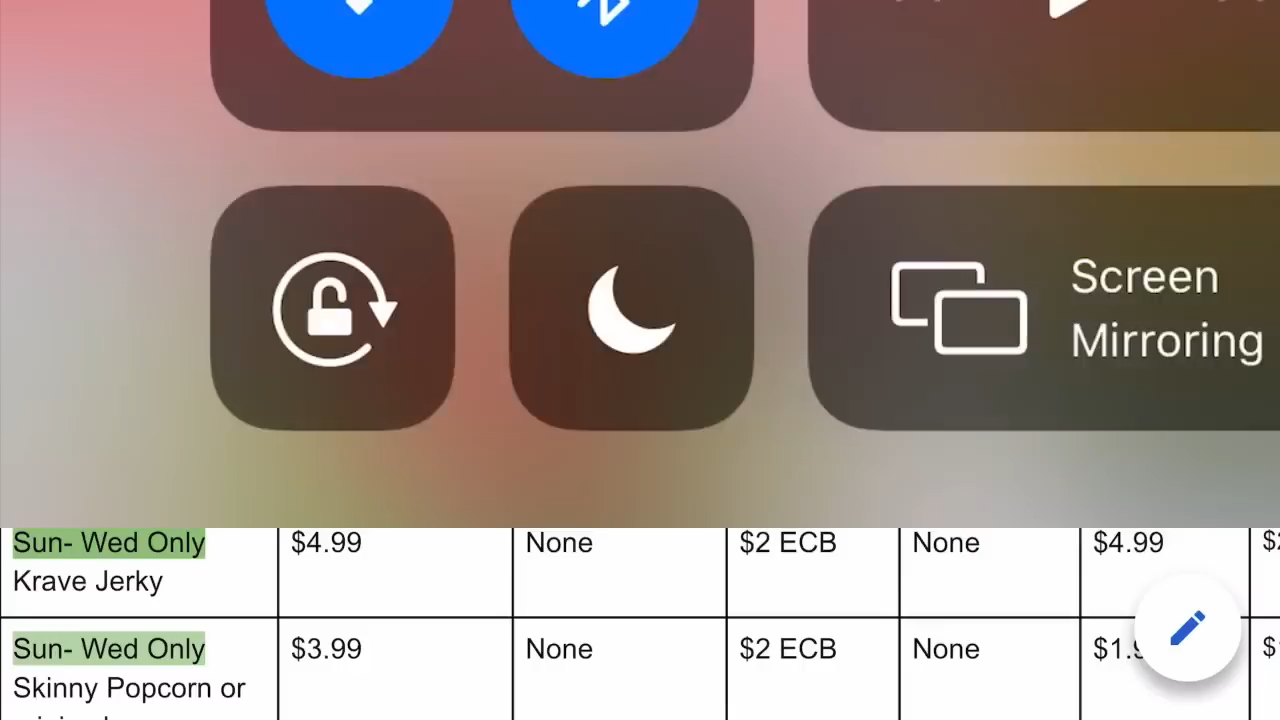 Screen
Mirroring
Sun- Wed Only $4.99 None $2 ECB None $4.99
Krave Jerky
Sun- Wed Only $3.99 None $2 ECB None
Skinny Popcorn or